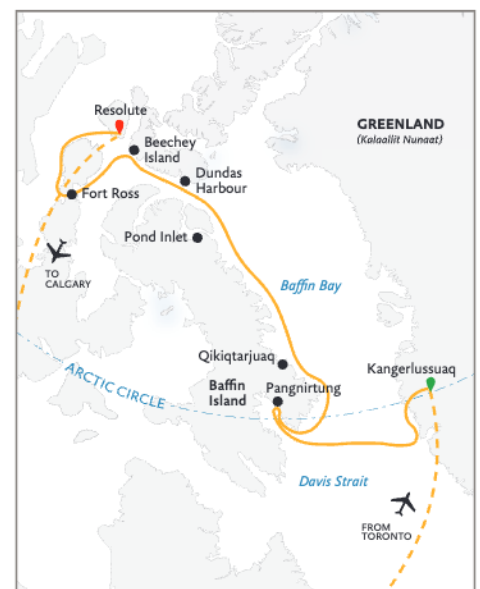 Resolute
GREENLAND
(Kalaallit Nunaat)
Beechey
Island
Dundas
Harbour
Fort Ross
Pond Inlet
TO
CALGARY
Baffin Bay
Qikiqtarjuaq
Kangerlussuaq
ARCTIC CIRCLE
Baffin
Island
Pangnirtung
Davis Strait
FROM
TORONTO